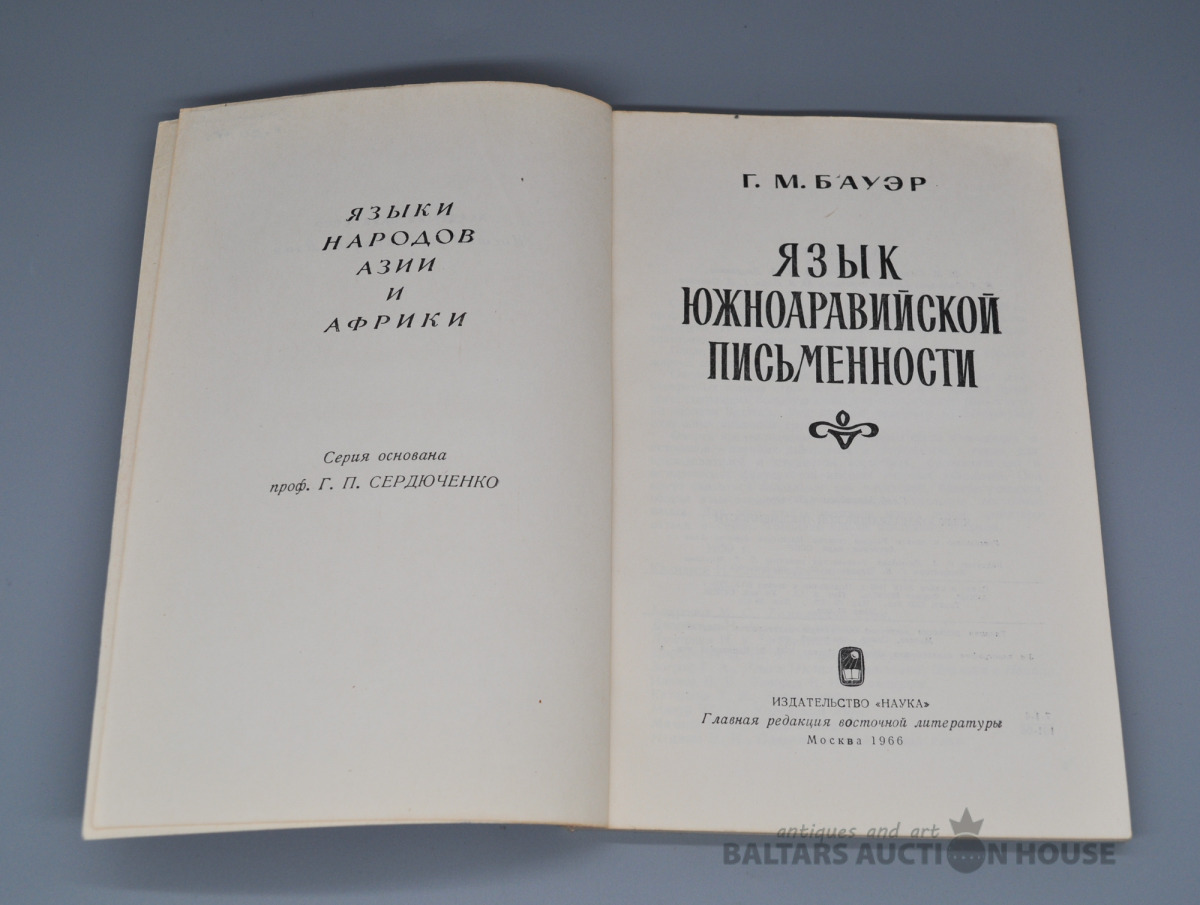 ЯЗЫКИ
НАРОДОВ
АЗИИ
И
АФРИКИ
Серия основана
проф. Г. П. СЕРДЮЧЕНКО
Г. М. БАУЭР
ЯЗЫК
ЮЖНОАРАВИЙСКОЙ
ПИСЬМЕННОСТИ
ИЗДАТЕЛЬСТВО «НАУКА»
Главная редакция восточной литературы
Москва 1966
antiques and art
BALTARS AUCTION HOUSE